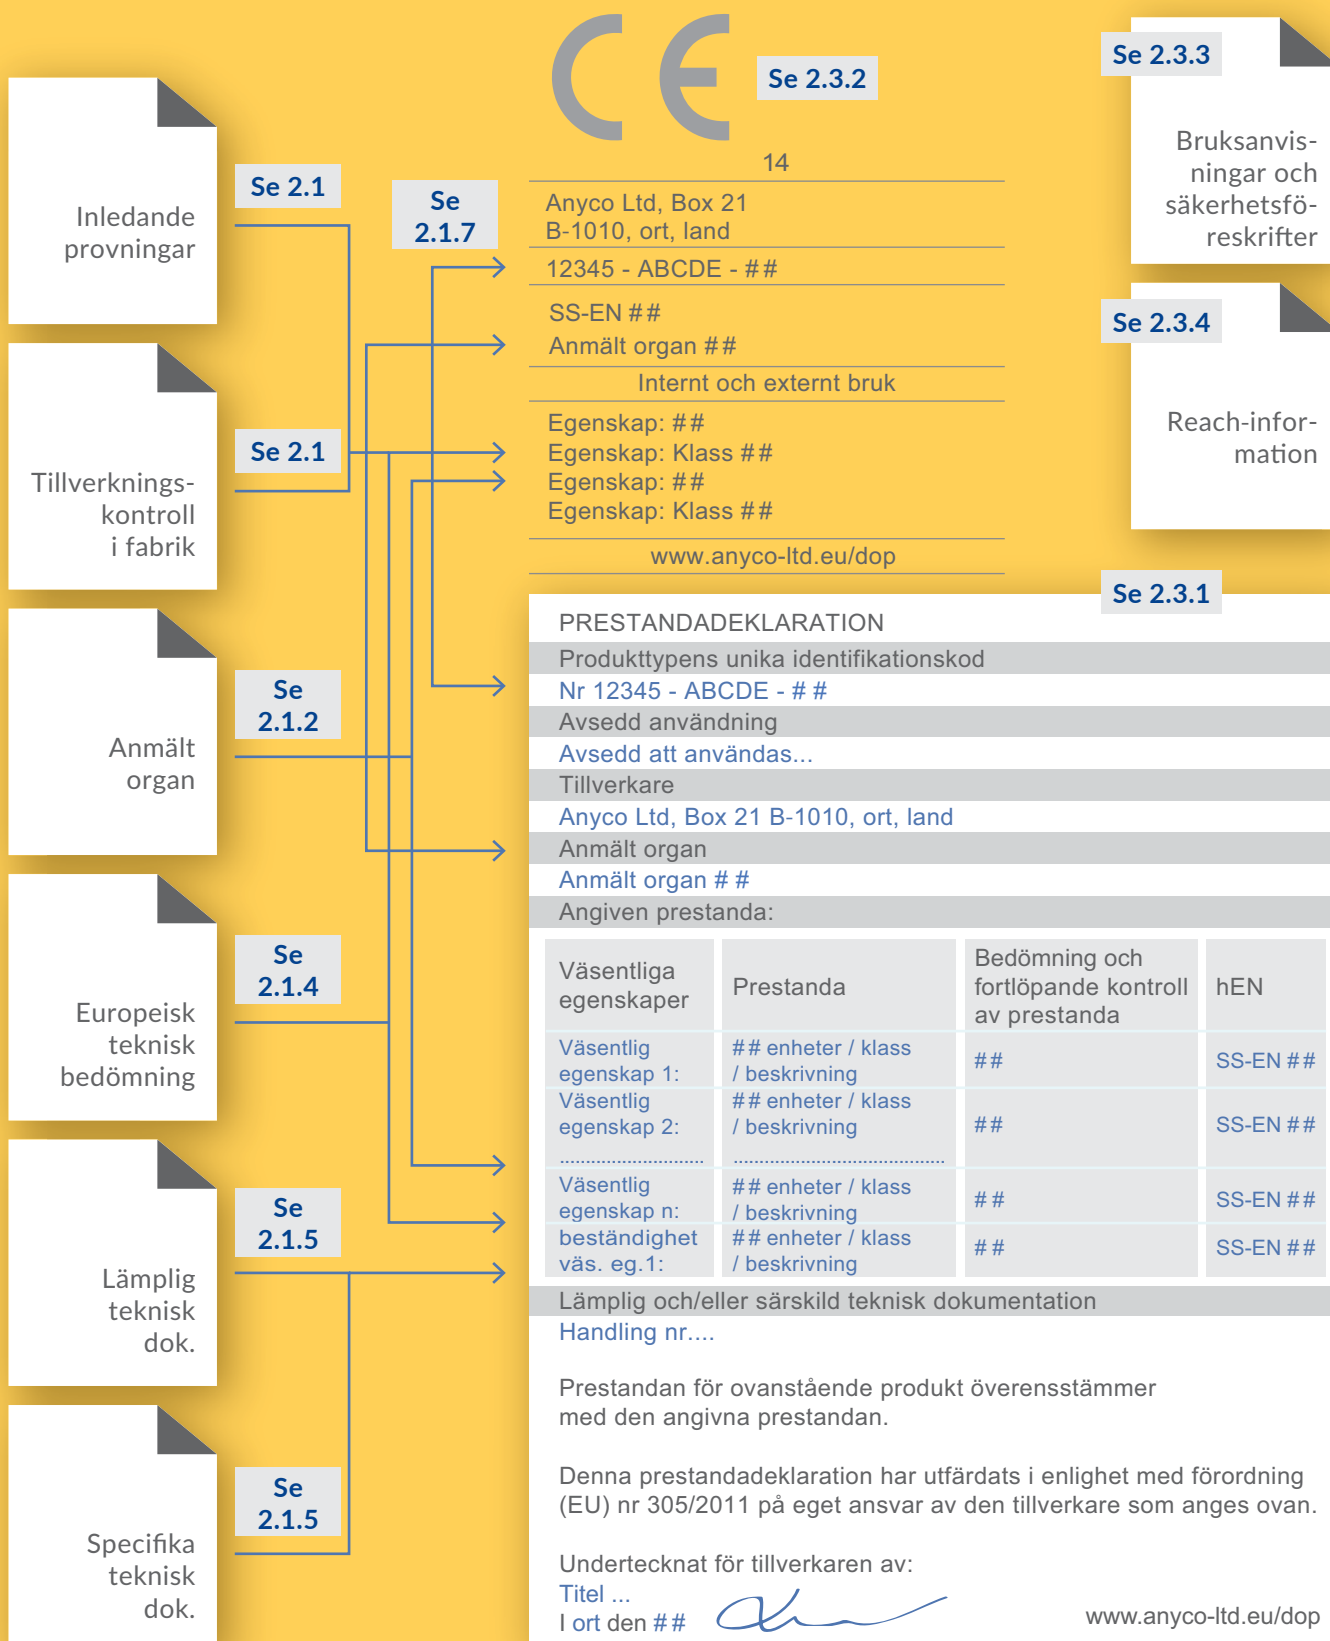 Inledande
provningar
Se 2.1
Tillverknings-
kontroll
i fabrik
Se 2.1
Anmält
organ
Se
2.1.2
Europeisk
teknisk
bedömning
Se
2.1.4
Lämplig
teknisk
dok.
Se
2.1.5
Specifika
teknisk
dok.
Se
2.1.5
Se
2.1.7
CE
Se 2.3.2
14
Anyco Ltd, Box 21
B-1010, ort, land
12345 - ABCDE - ##
SS-EN ##
Anmält organ ##
Internt och externt bruk
Egenskap: ##
Egenskap: Klass ##
Egenskap: ##
Egenskap: Klass ##
www.anyco-ltd.eu/dop
Se 2.3.3
Bruksanvis-
ningar och
säkerhetsfö-
reskrifter
Se 2.3.4
Reach-infor-
mation
Se 2.3.1
PRESTANDADEKLARATION
Produkttypens unika identifikationskod
Nr 12345 - ABCDE - # #
Avsedd användning
Avsedd att användas...
Tillverkare
Anyco Ltd, Box 21 B-1010, ort, land
Anmält organ
Anmält organ # #
Angiven prestanda:
Väsentliga
egenskaper
Prestanda
Bedömning och
fortlöpande kontroll
av prestanda
hEN
Väsentlig
egenskap 1:
## enheter / klass
/ beskrivning
##
SS-EN ##
Väsentlig
egenskap 2:
............................
## enheter / klass
/ beskrivning
.........................................
##
SS-EN ##
Väsentlig
egenskap n:
## enheter / klass
/ beskrivning
##
SS-EN ##
beständighet
väs. eg.1:
## enheter / klass
/ beskrivning
##
SS-EN ##
Lämplig och/eller särskild teknisk dokumentation
Handling nr....
Prestandan för ovanstående produkt överensstämmer
med den angivna prestandan.
Denna prestandadeklaration har utfärdats i enlighet med förordning
(EU) nr 305/2011 på eget ansvar av den tillverkare som anges ovan.
Undertecknat för tillverkaren av:
Titel ...
I ort den ##
www.anyco-ltd.eu/dop